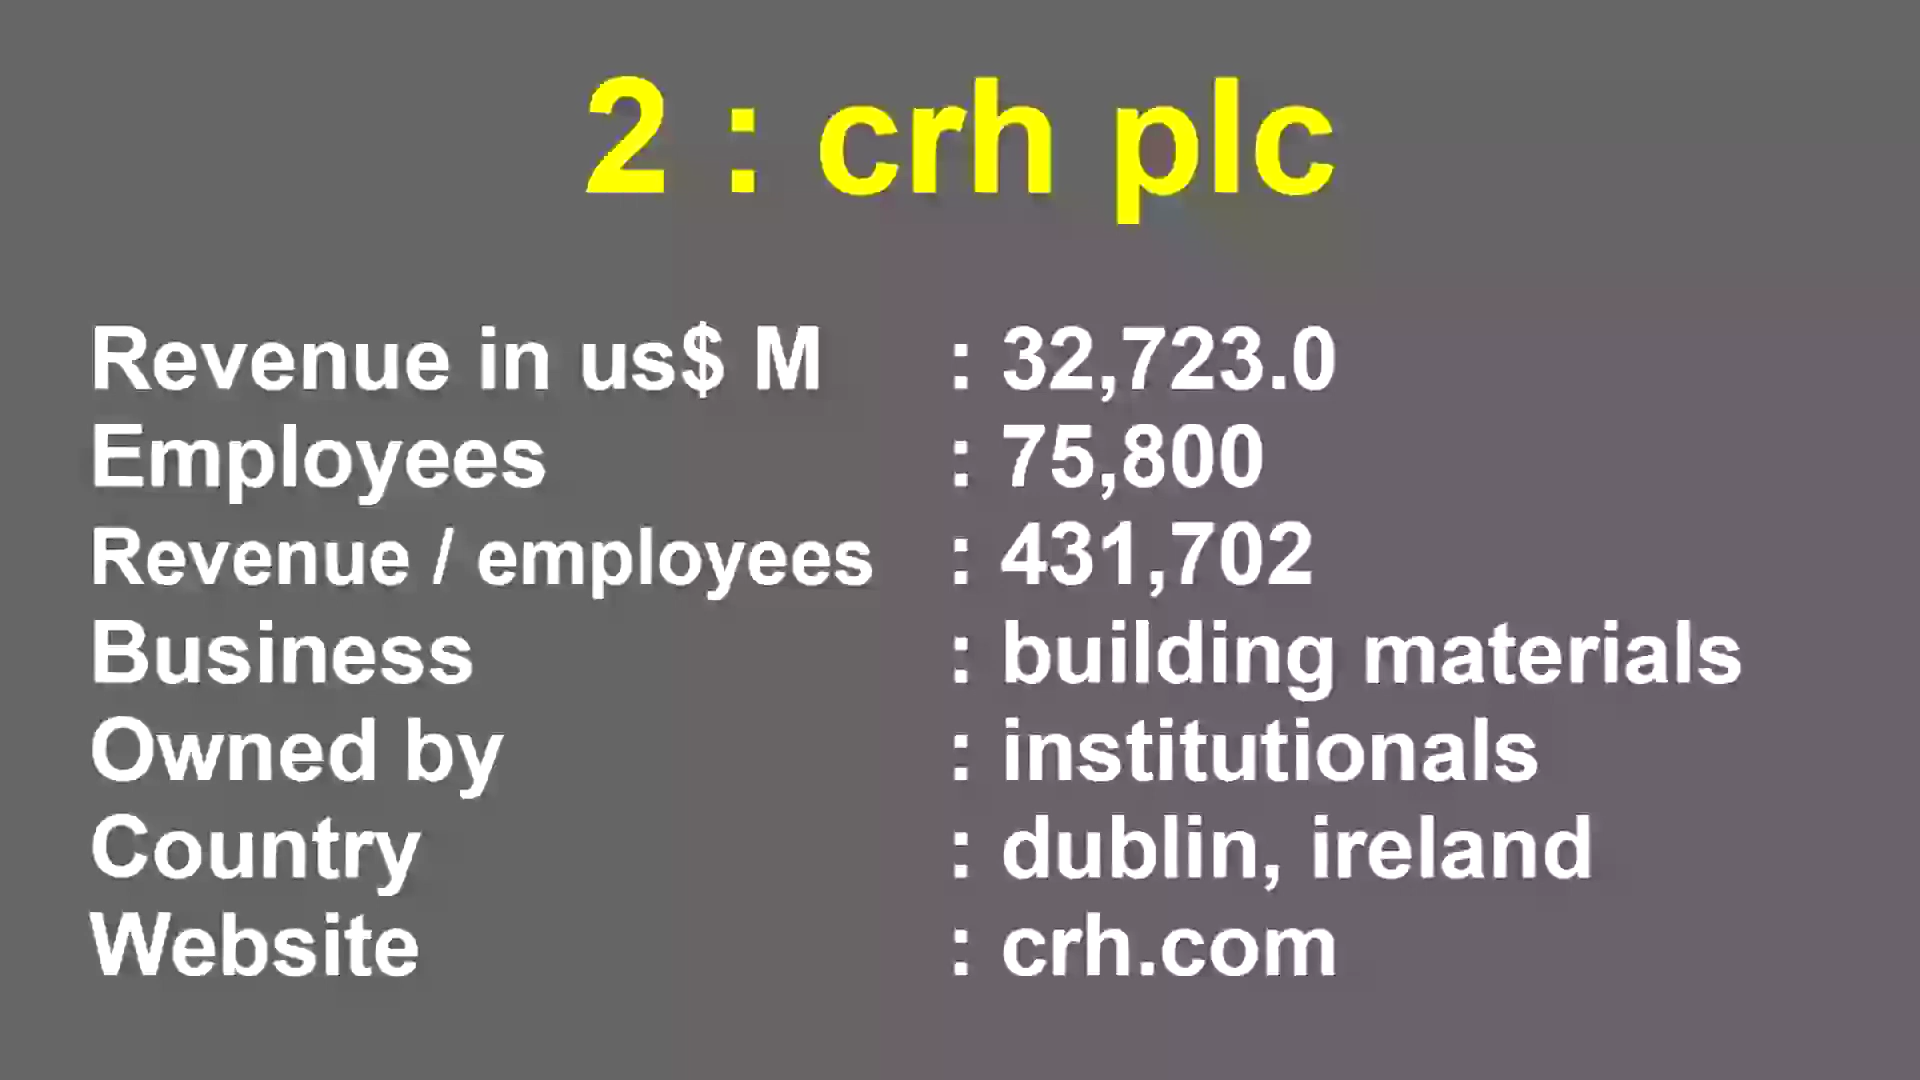 2 : crh plc
Revenue in us$ M : 32,723.0
Employees : 75,800
Revenue / employees : 431,702
Business : building materials
Owned by : institutionals
Country : dublin, ireland
Website : crh.com